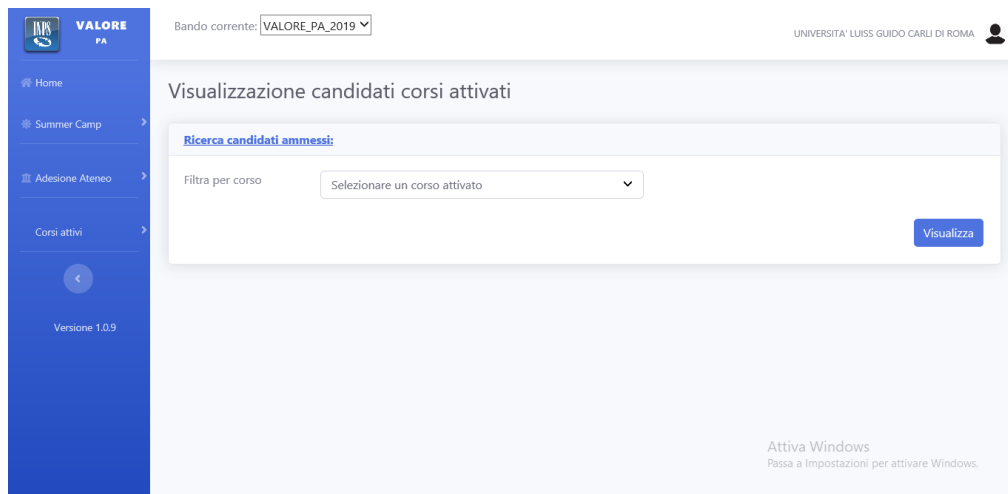 INPS
VALORE
PA
Home
Summer Camp
Adesione Ateneo
Corsi attivi
Versione 1.0.9
Bando corrente: VALORE_PA_2019
UNIVERSITA' LUISS GUIDO CARLI DI ROMA
Visualizzazione candidati corsi attivati
Ricerca candidati ammessi:
Filtra per corso
Selezionare un corso attivato
Visualizza
Attiva Windows
Passa a Impostazioni per attivare Windows.